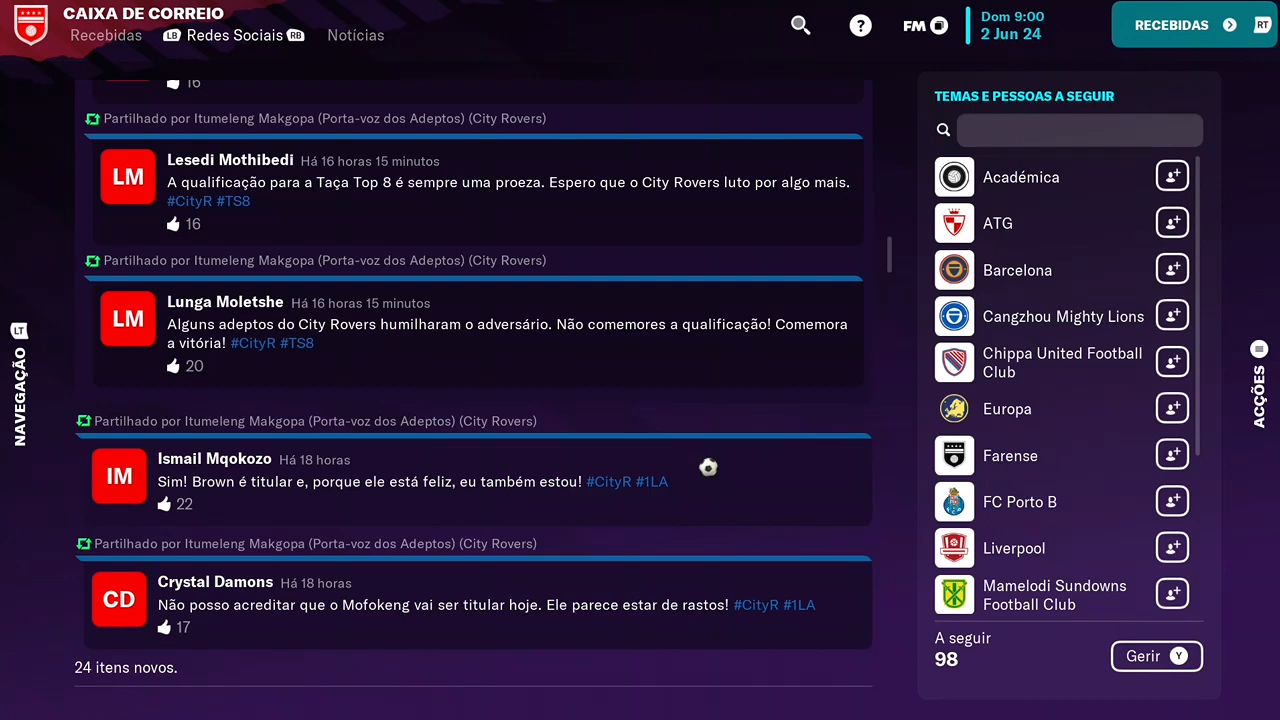 CAIXA DE CORREIO
Recebidas
LB Redes Sociais RB
Notícias
?
FM
Dom 9:00
2 Jun 24
RECEBIDAS
RT
16
Partilhado por Itumeleng Makgopa (Porta-voz dos Adeptos) (City Rovers)
LM
Lesedi Mothibedi Há 16 horas 15 minutos
A qualificação para a Taça Top 8 é sempre uma proeza. Espero que o City Rovers luto por algo mais.
#CityR #TS8
16
Partilhado por Itumeleng Makgopa (Porta-voz dos Adeptos) (City Rovers)
LM
Lunga Moletshe Há 16 horas 15 minutos
Alguns adeptos do City Rovers humilharam o adversário. Não comemores a qualificação! Comemora
a vitória! #CityR #TS8
20
Partilhado por Itumeleng Makgopa (Porta-voz dos Adeptos) (City Rovers)
IM
Ismail Mqokozo Há 18 horas
Sim! Brown é titular e, porque ele está feliz, eu também estou! #CityR #1LA
22
Partilhado por Itumeleng Makgopa (Porta-voz dos Adeptos) (City Rovers)
CD
Crystal Damons Há 18 horas
Não posso acreditar que o Mofokeng vai ser titular hoje. Ele parece estar de rastos! #CityR #1LA
17
24 itens novos.
LT
NAVEGAÇÃO
TEMAS E PESSOAS A SEGUIR
Académica
ATG
Barcelona
Cangzhou Mighty Lions
Chippa United Football
Club
Europa
Farense
FC Porto B
Liverpool
Mamelodi Sundowns
Football Club
A seguir
98
Gerir Y
ACÇÕES